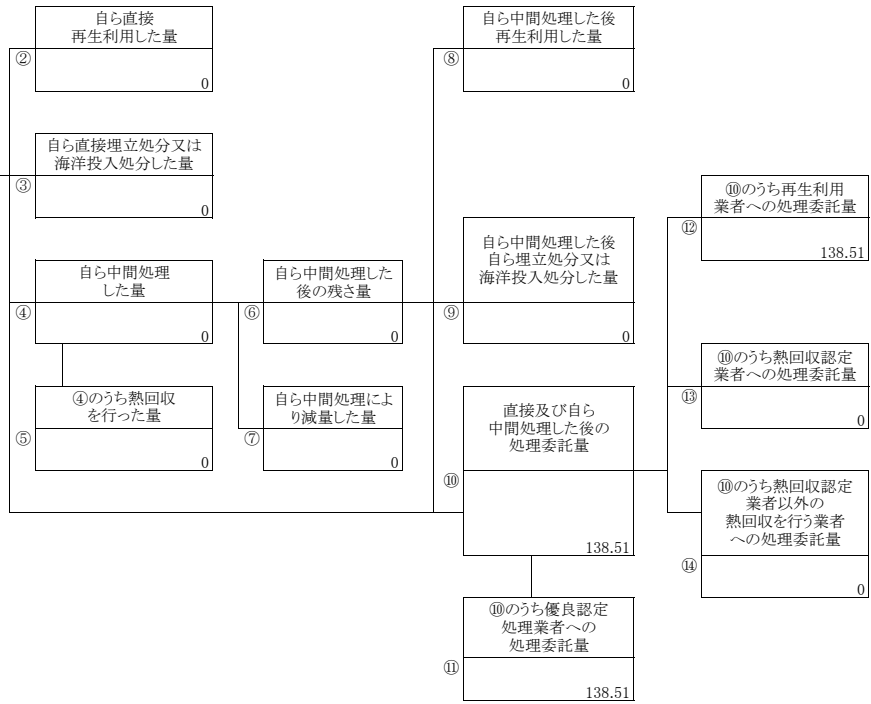 自ら直接
再生利用した量
②
0
自ら直接埋立処分又は
海洋投入処分した量
③
0
自ら中間処理
した量
④
0
④のうち熱回収
を行った量
⑤
0
自ら中間処理した
後の残さ量
⑥
0
自ら中間処理によ
り減量した量
⑦
0
自ら中間処理した後
再生利用した量
⑧
0
自ら中間処理した後
自ら埋立処分又は
海洋投入処分した量
⑨
0
直接及び自ら
中間処理した後の
処理委託量
⑩
138.51
⑩のうち優良認定
処理業者への
処理委託量
⑪
138.51
⑩のうち再生利用
業者への処理委託量
⑫
138.51
⑩のうち熱回収認定
業者への処理委託量
⑬
0
⑩のうち熱回収認定
業者以外の
熱回収を行う業者
への処理委託量
⑭
0